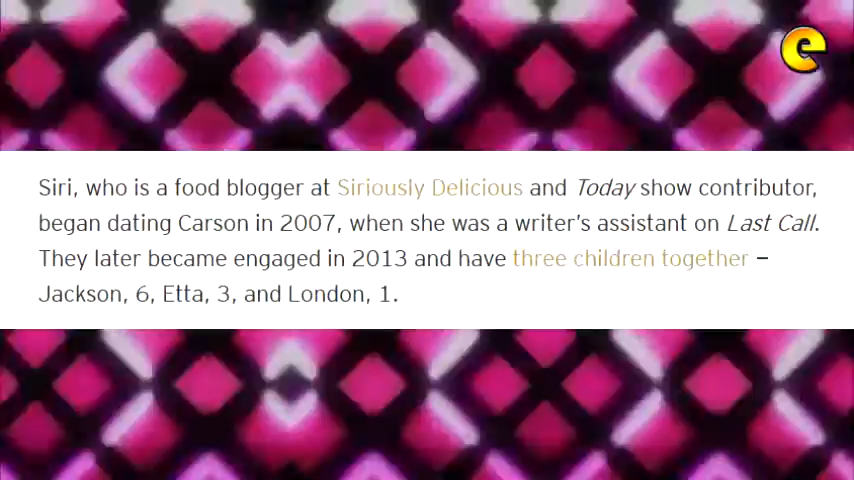 e
Siri, who is a food blogger at Siriously Delicious and Today show contributor,
began dating Carson in 2007, when she was a writer's assistant on Last Call.
They later became engaged in 2013 and have three children together –
Jackson, 6, Etta, 3, and London, 1.